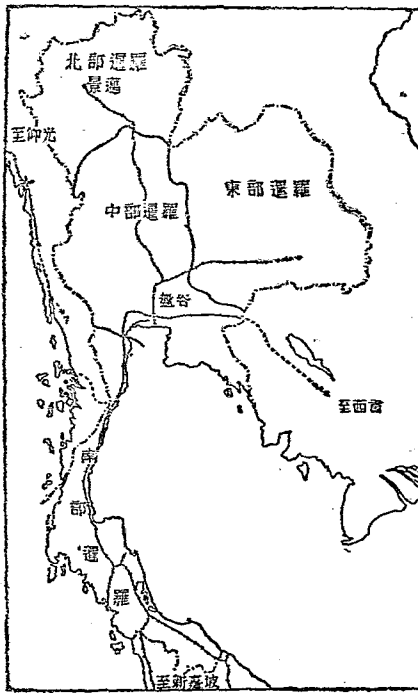 北部暹羅
景邁
至仰光
東部暹羅
中部暹羅
盤谷
至西貢
南部暹羅
至新嘉坡